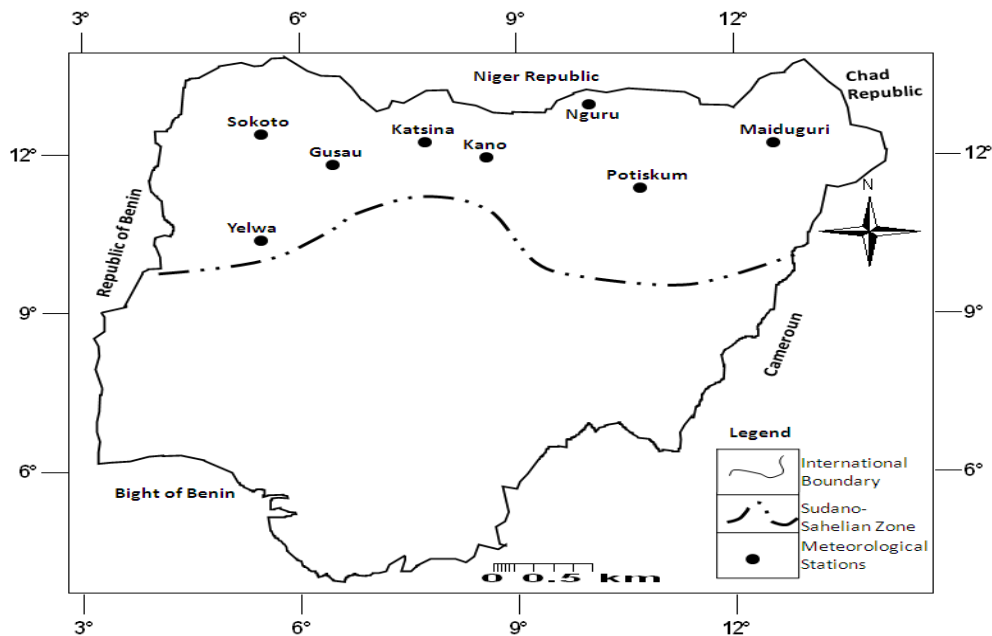 3°
6°
9°
12°
Niger Republic
Chad
Republic
Nguru
Sokoto
Katsina
Kano
Maiduguri
Gusau
12°
12°
Potiskum
N
Yelwa
Republic of Benin
9°
9°
Cameroun
Legend
International
Boundary
6°
6°
Bight of Benin
Sudano-
Sahelian Zone
Meteorological
Stations
0 0.5 km
3°
6°
9°
12°